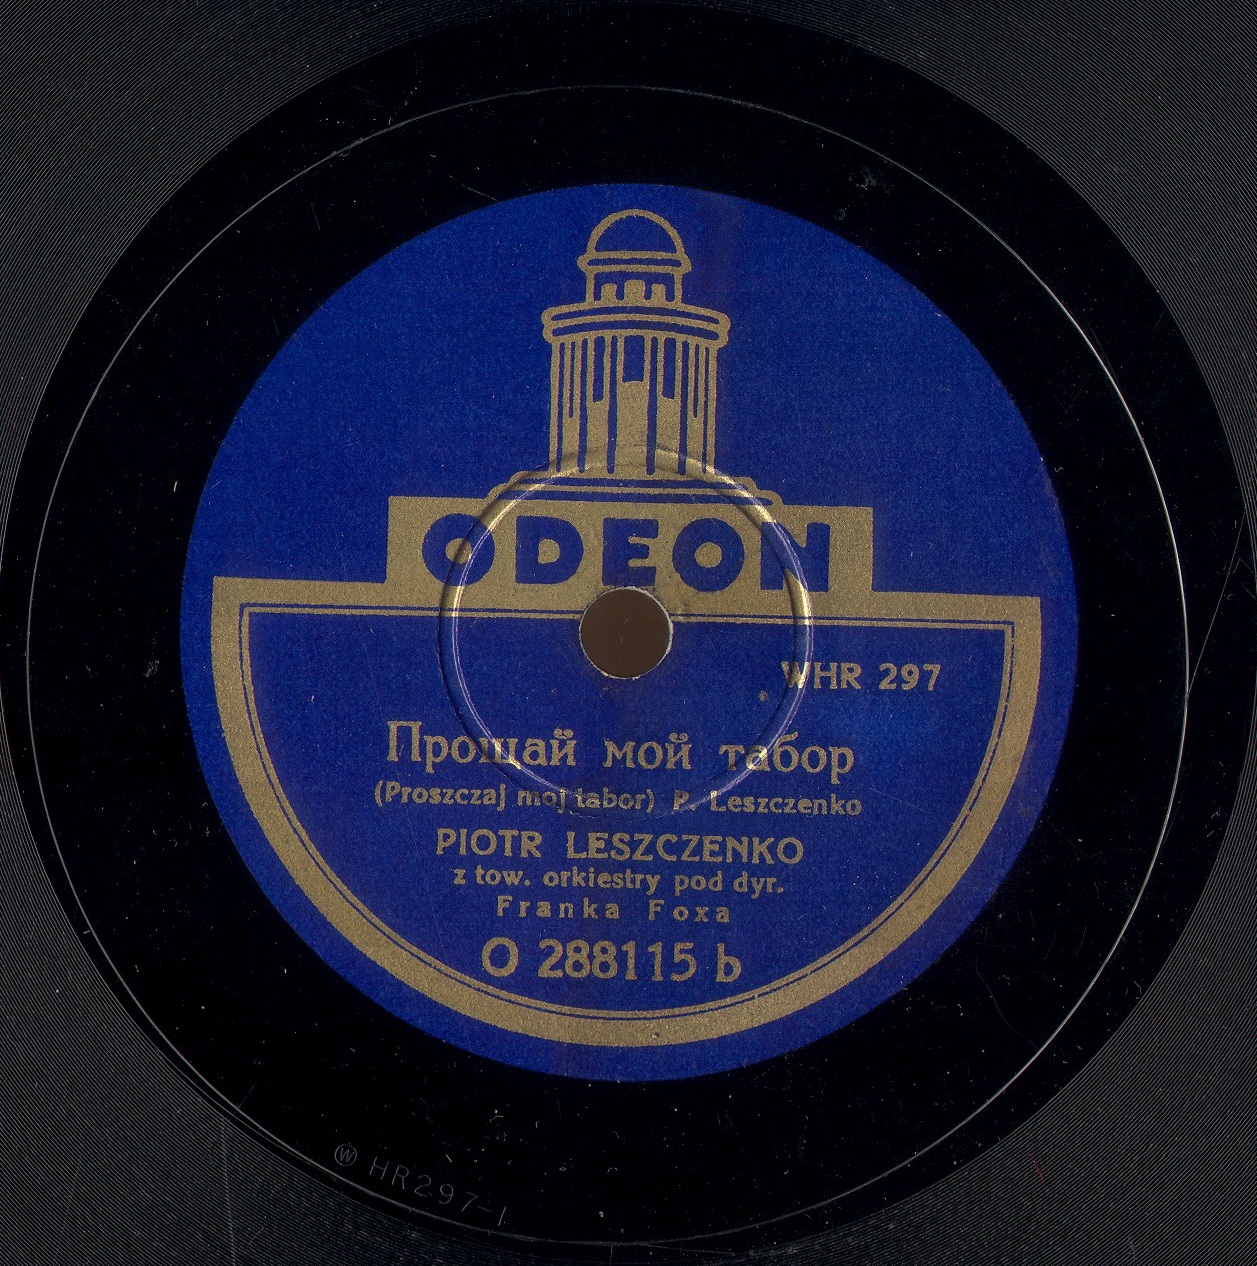 ODEON
WHR 297
Прощай мой табор
(Proszczaj moj tabor) P. Leszczenko
PIOTR LESZCZENKO
z tow. orkiestry pod dyr.
Franka Foxa
O 288115 b
Ⓦ HR297-1